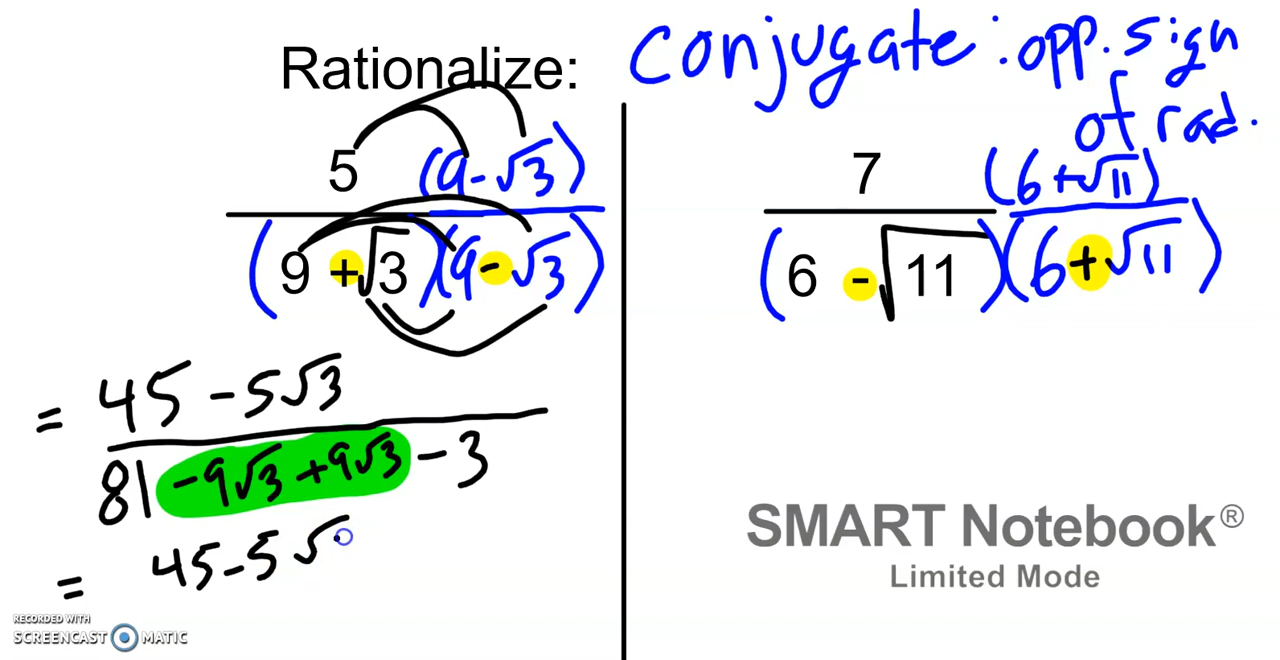 Rationalize:
conjugate: opp. sign
of rad.
5 (9-√3)
(9 +√3)(9-√3)
= 45-5√3
81-9√3+9√3-3
= 45-5√
7 (6+√11)
(6 -√11)(6+√11)
SMART Notebook®
Limited Mode
RECORDED WITH
SCREENCAST MATIC